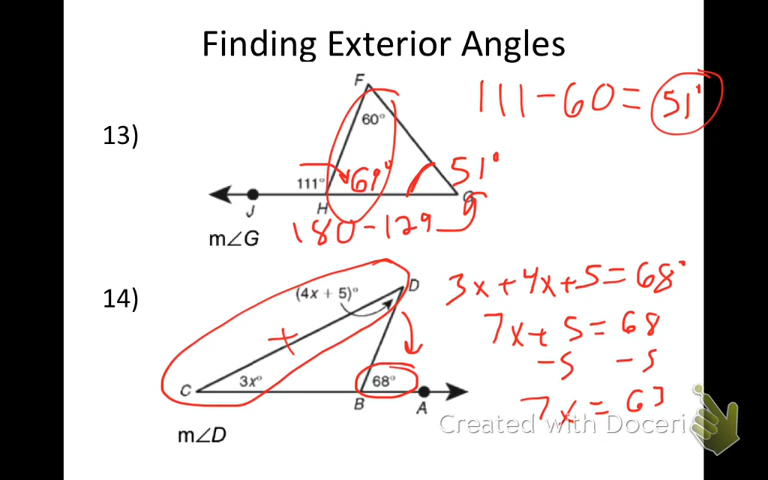 Finding Exterior Angles
111-60=51°
13)
F
60°
51°
111°
69°
J
H
G
180-129
m∠G
14)
(4x + 5)°
D
3x+4x+5=68°
7x+5=68
-5 -5
+
C
3x°
68°
B
A
7x=63
Created with Doceri
m∠D